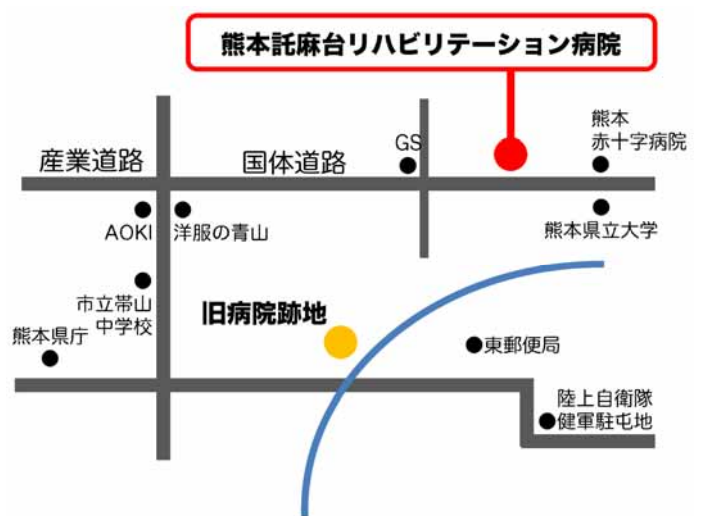 熊本託麻台リハビリテーション病院
熊本
赤十字病院
GS
産業道路
国体道路
AOKI
洋服の青山
熊本県立大学
市立帯山
中学校
旧病院跡地
熊本県庁
東郵便局
陸上自衛隊
健軍駐屯地